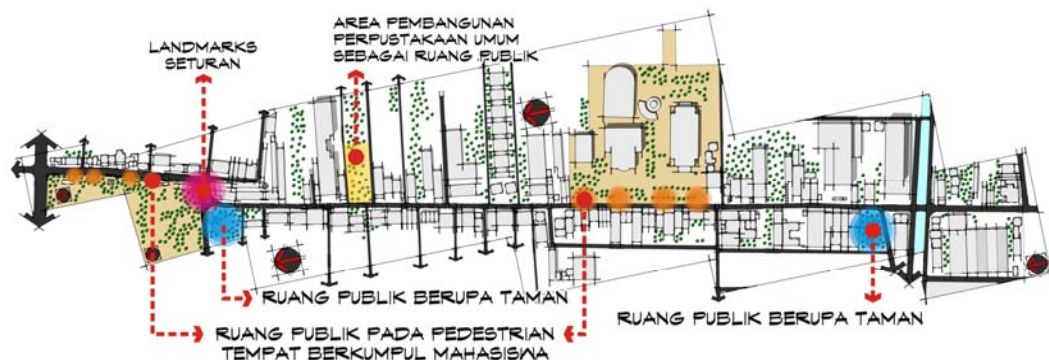 LANDMARKS
SETURAN
AREA PEMBANGUNAN
PERPUSTAKAAN UMUM
SEBAGAI RUANG PUBLIK
RUANG PUBLIK BERUPA TAMAN
RUANG PUBLIK PADA PEDESTRIAN
TEMPAT BERKUMPUL MAHASISWA
RUANG PUBLIK BERUPA TAMAN